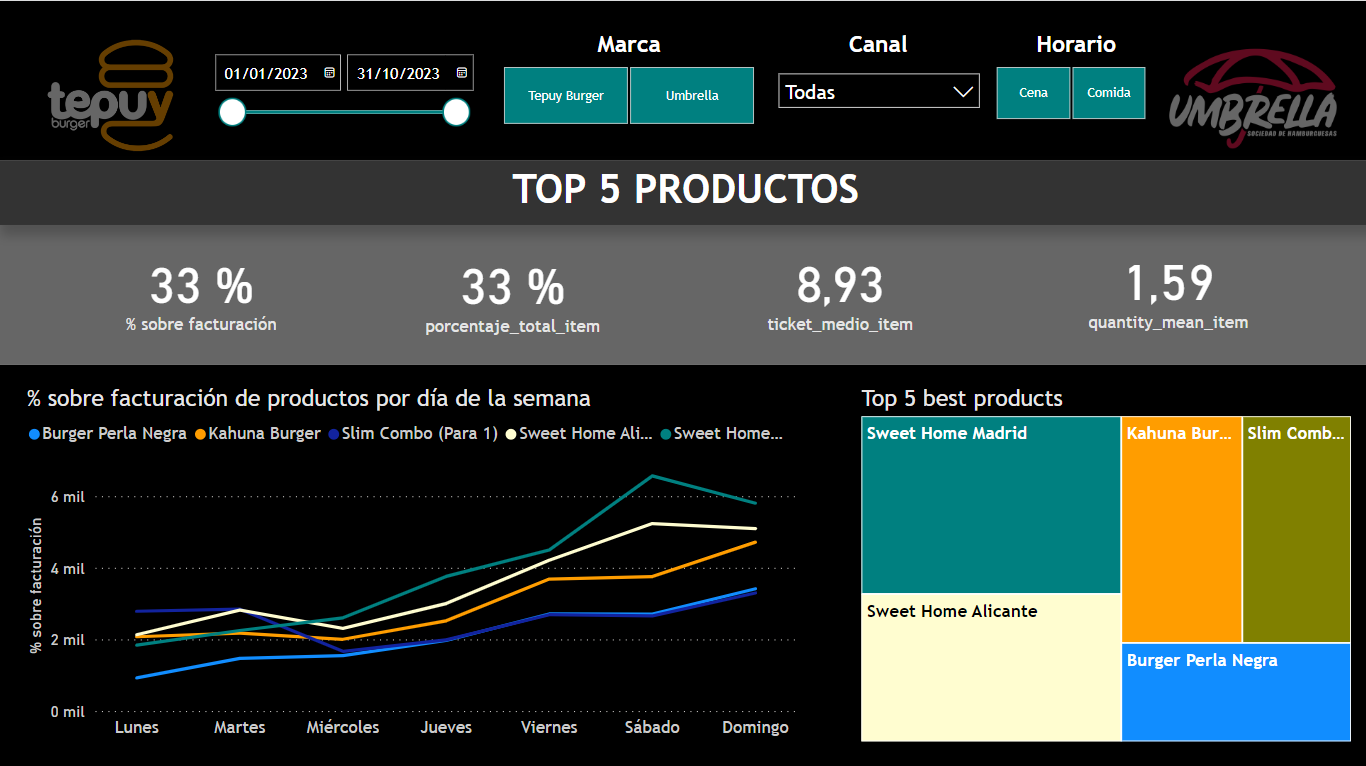 tepuy
burger
01/01/2023
31/10/2023
Marca
Tepuy Burger
Umbrella
Canal
Todas
Horario
Cena
Comida
UMBRELLA
SOCIEDAD DE HAMBURGUESAS
TOP 5 PRODUCTOS
33 %
% sobre facturación
33 %
porcentaje_total_item
8,93
ticket_medio_item
1,59
quantity_mean_item
% sobre facturación de productos por día de la semana
Burger Perla Negra Kahuna Burger Slim Combo (Para 1) Sweet Home Ali... Sweet Home...
% sobre facturación
6 mil
4 mil
2 mil
0 mil
Lunes Martes Miércoles Jueves Viernes Sábado Domingo
Top 5 best products
Sweet Home Madrid
Kahuna Bur...
Slim Comb...
Sweet Home Alicante
Burger Perla Negra